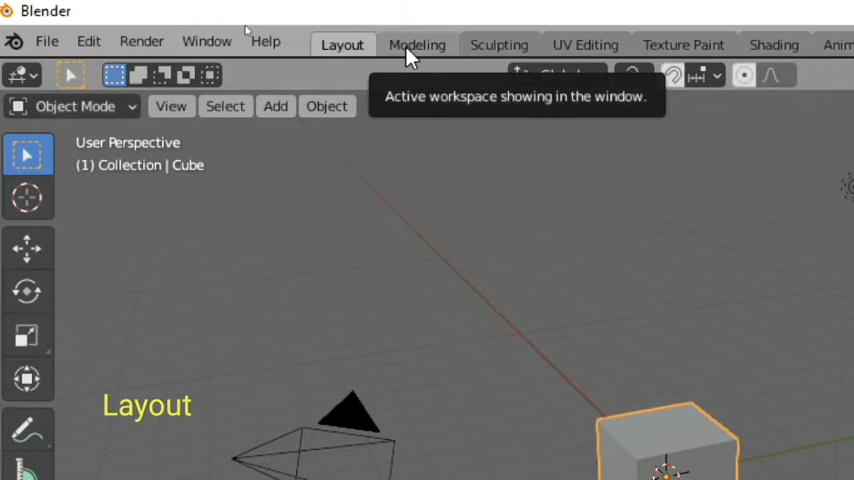 Blender
File Edit Render Window Help Layout Modeling Sculpting UV Editing Texture Paint Shading Anim
Object Mode View Select Add Object
Active workspace showing in the window.
User Perspective
(1) Collection | Cube
Layout